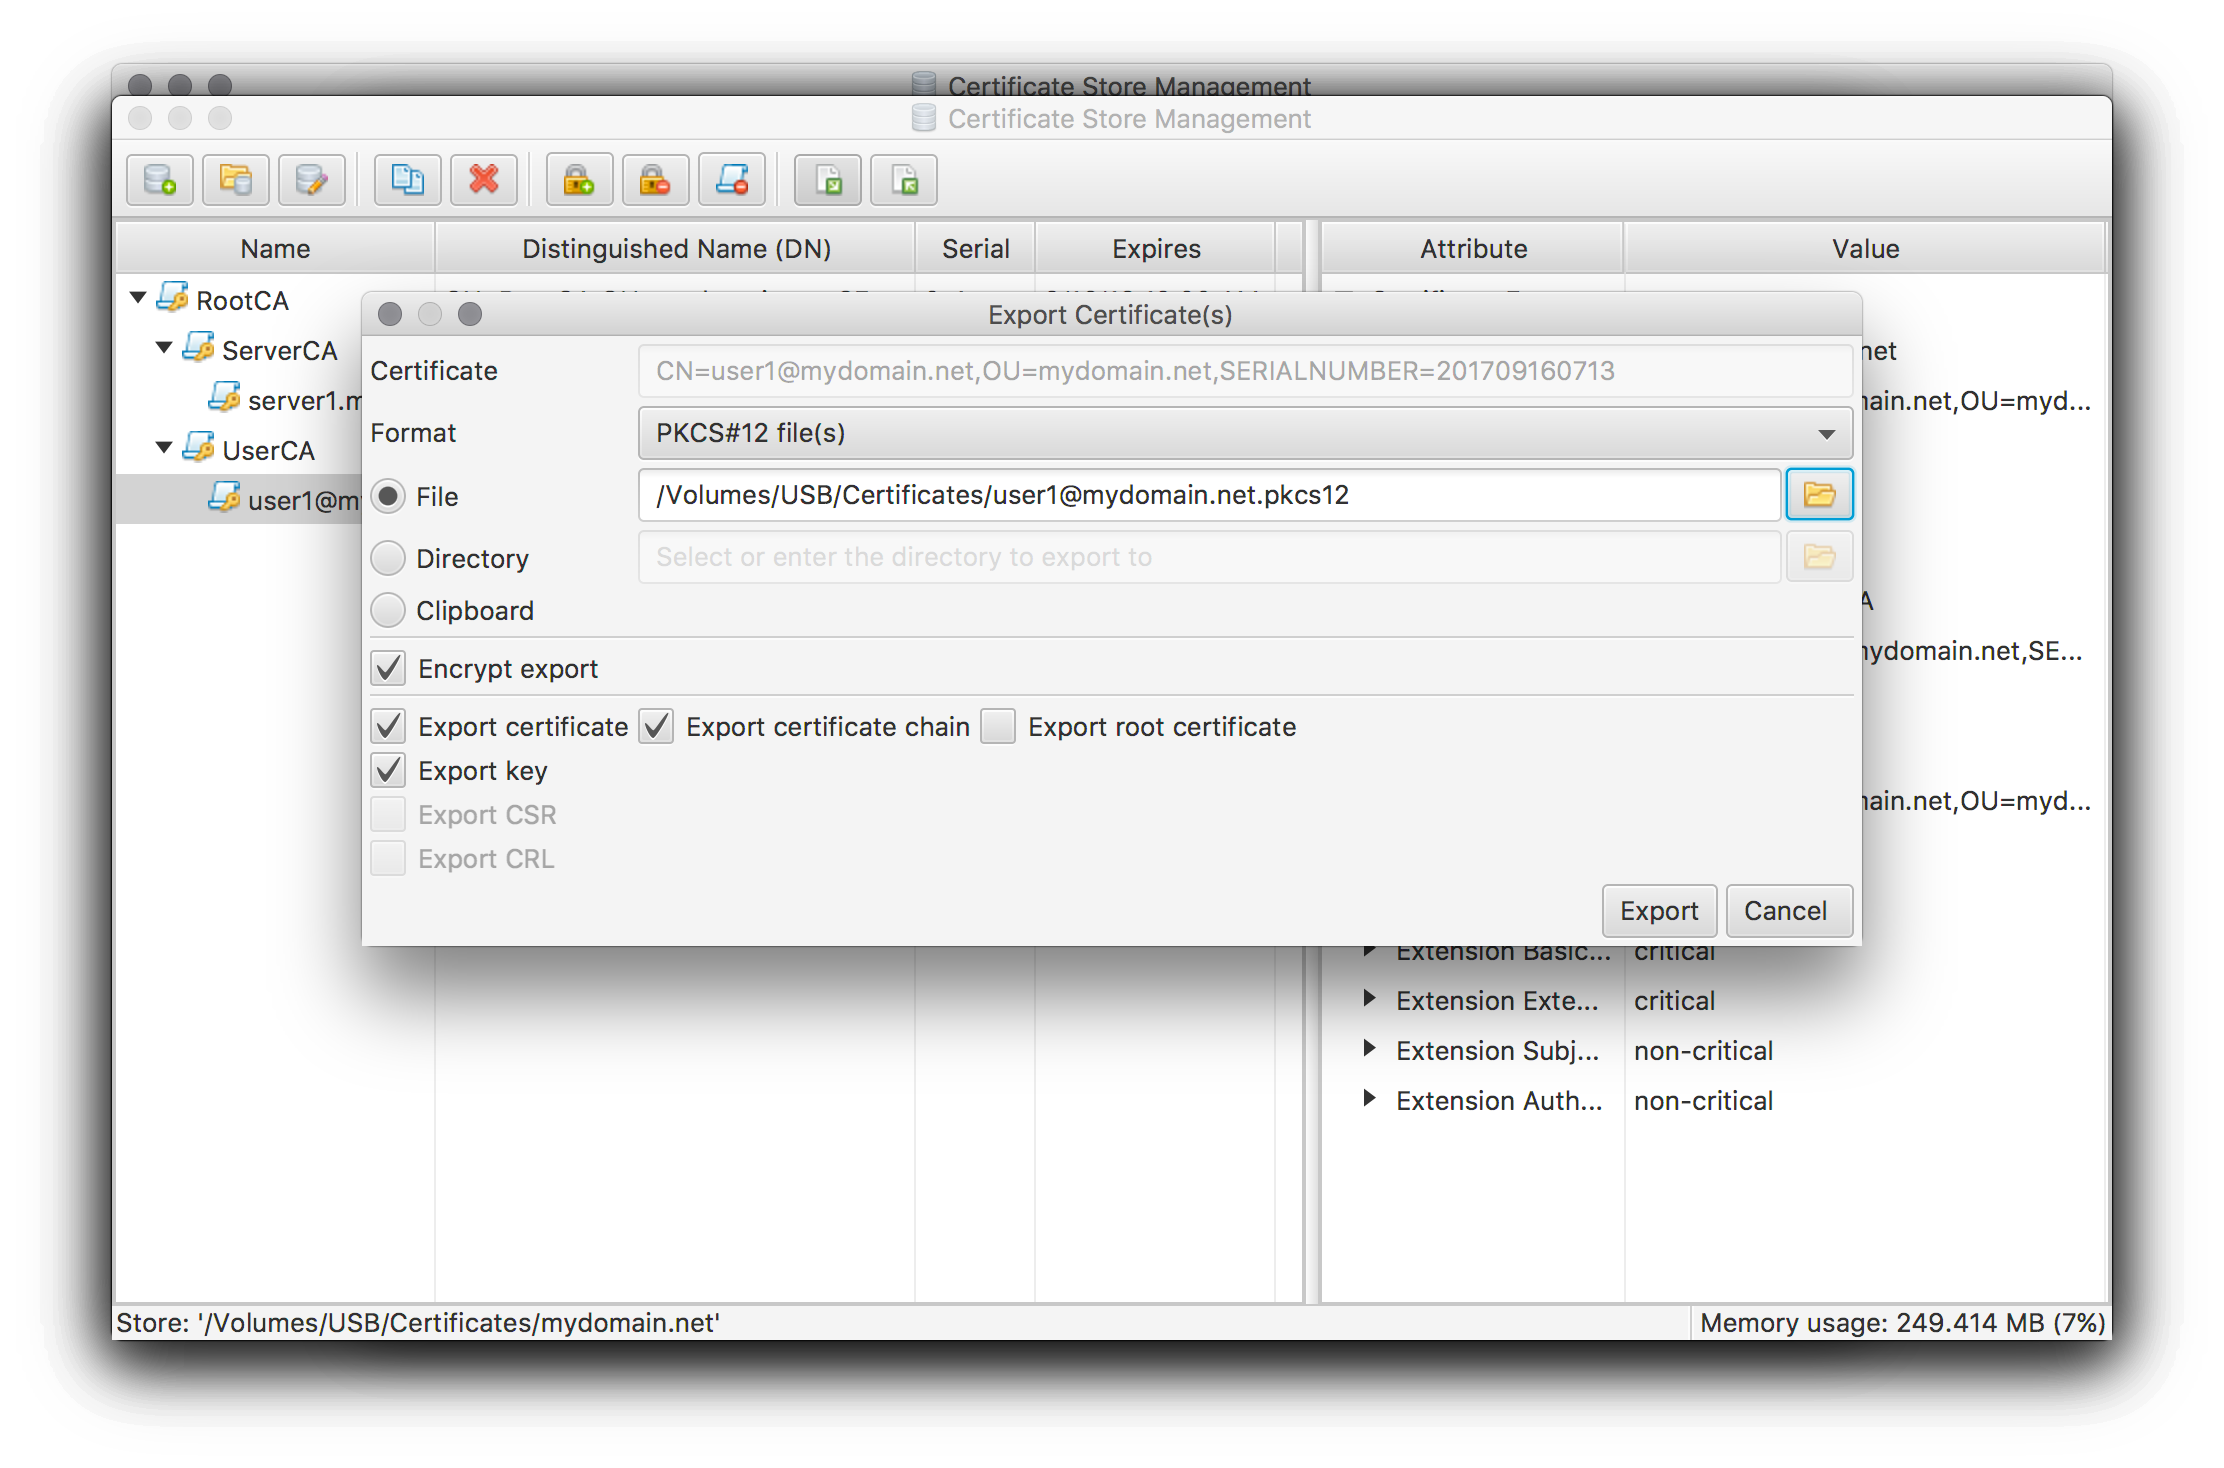 Certificate Store Management
Certificate Store Management
Name Distinguished Name (DN) Serial Expires Attribute Value
RootCA
ServerCA
server1.m
UserCA
user1@m
Export Certificate(s)
Certificate CN=user1@mydomain.net,OU=mydomain.net,SERIALNUMBER=201709160713
Format PKCS#12 file(s)
File /Volumes/USB/Certificates/user1@mydomain.net.pkcs12
Directory Select or enter the directory to export to
Clipboard
Encrypt export
Export certificate Export certificate chain Export root certificate
Export key
Export CSR
Export CRL
Export Cancel
net
ain.net,OU=myd...
A
ydomain.net,SE...
ain.net,OU=myd...
Extension Basic... critical
Extension Exte... critical
Extension Subj... non-critical
Extension Auth... non-critical
Store: '/Volumes/USB/Certificates/mydomain.net' Memory usage: 249.414 MB (7%)